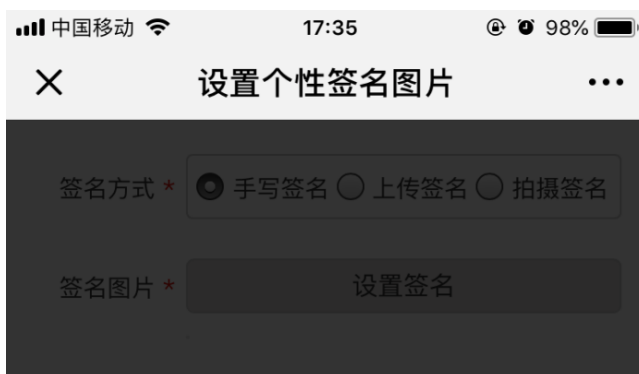 中国移动 17:35 98%
设置个性签名图片
签名方式 * 手写签名 上传签名 拍摄签名
签名图片 * 设置签名